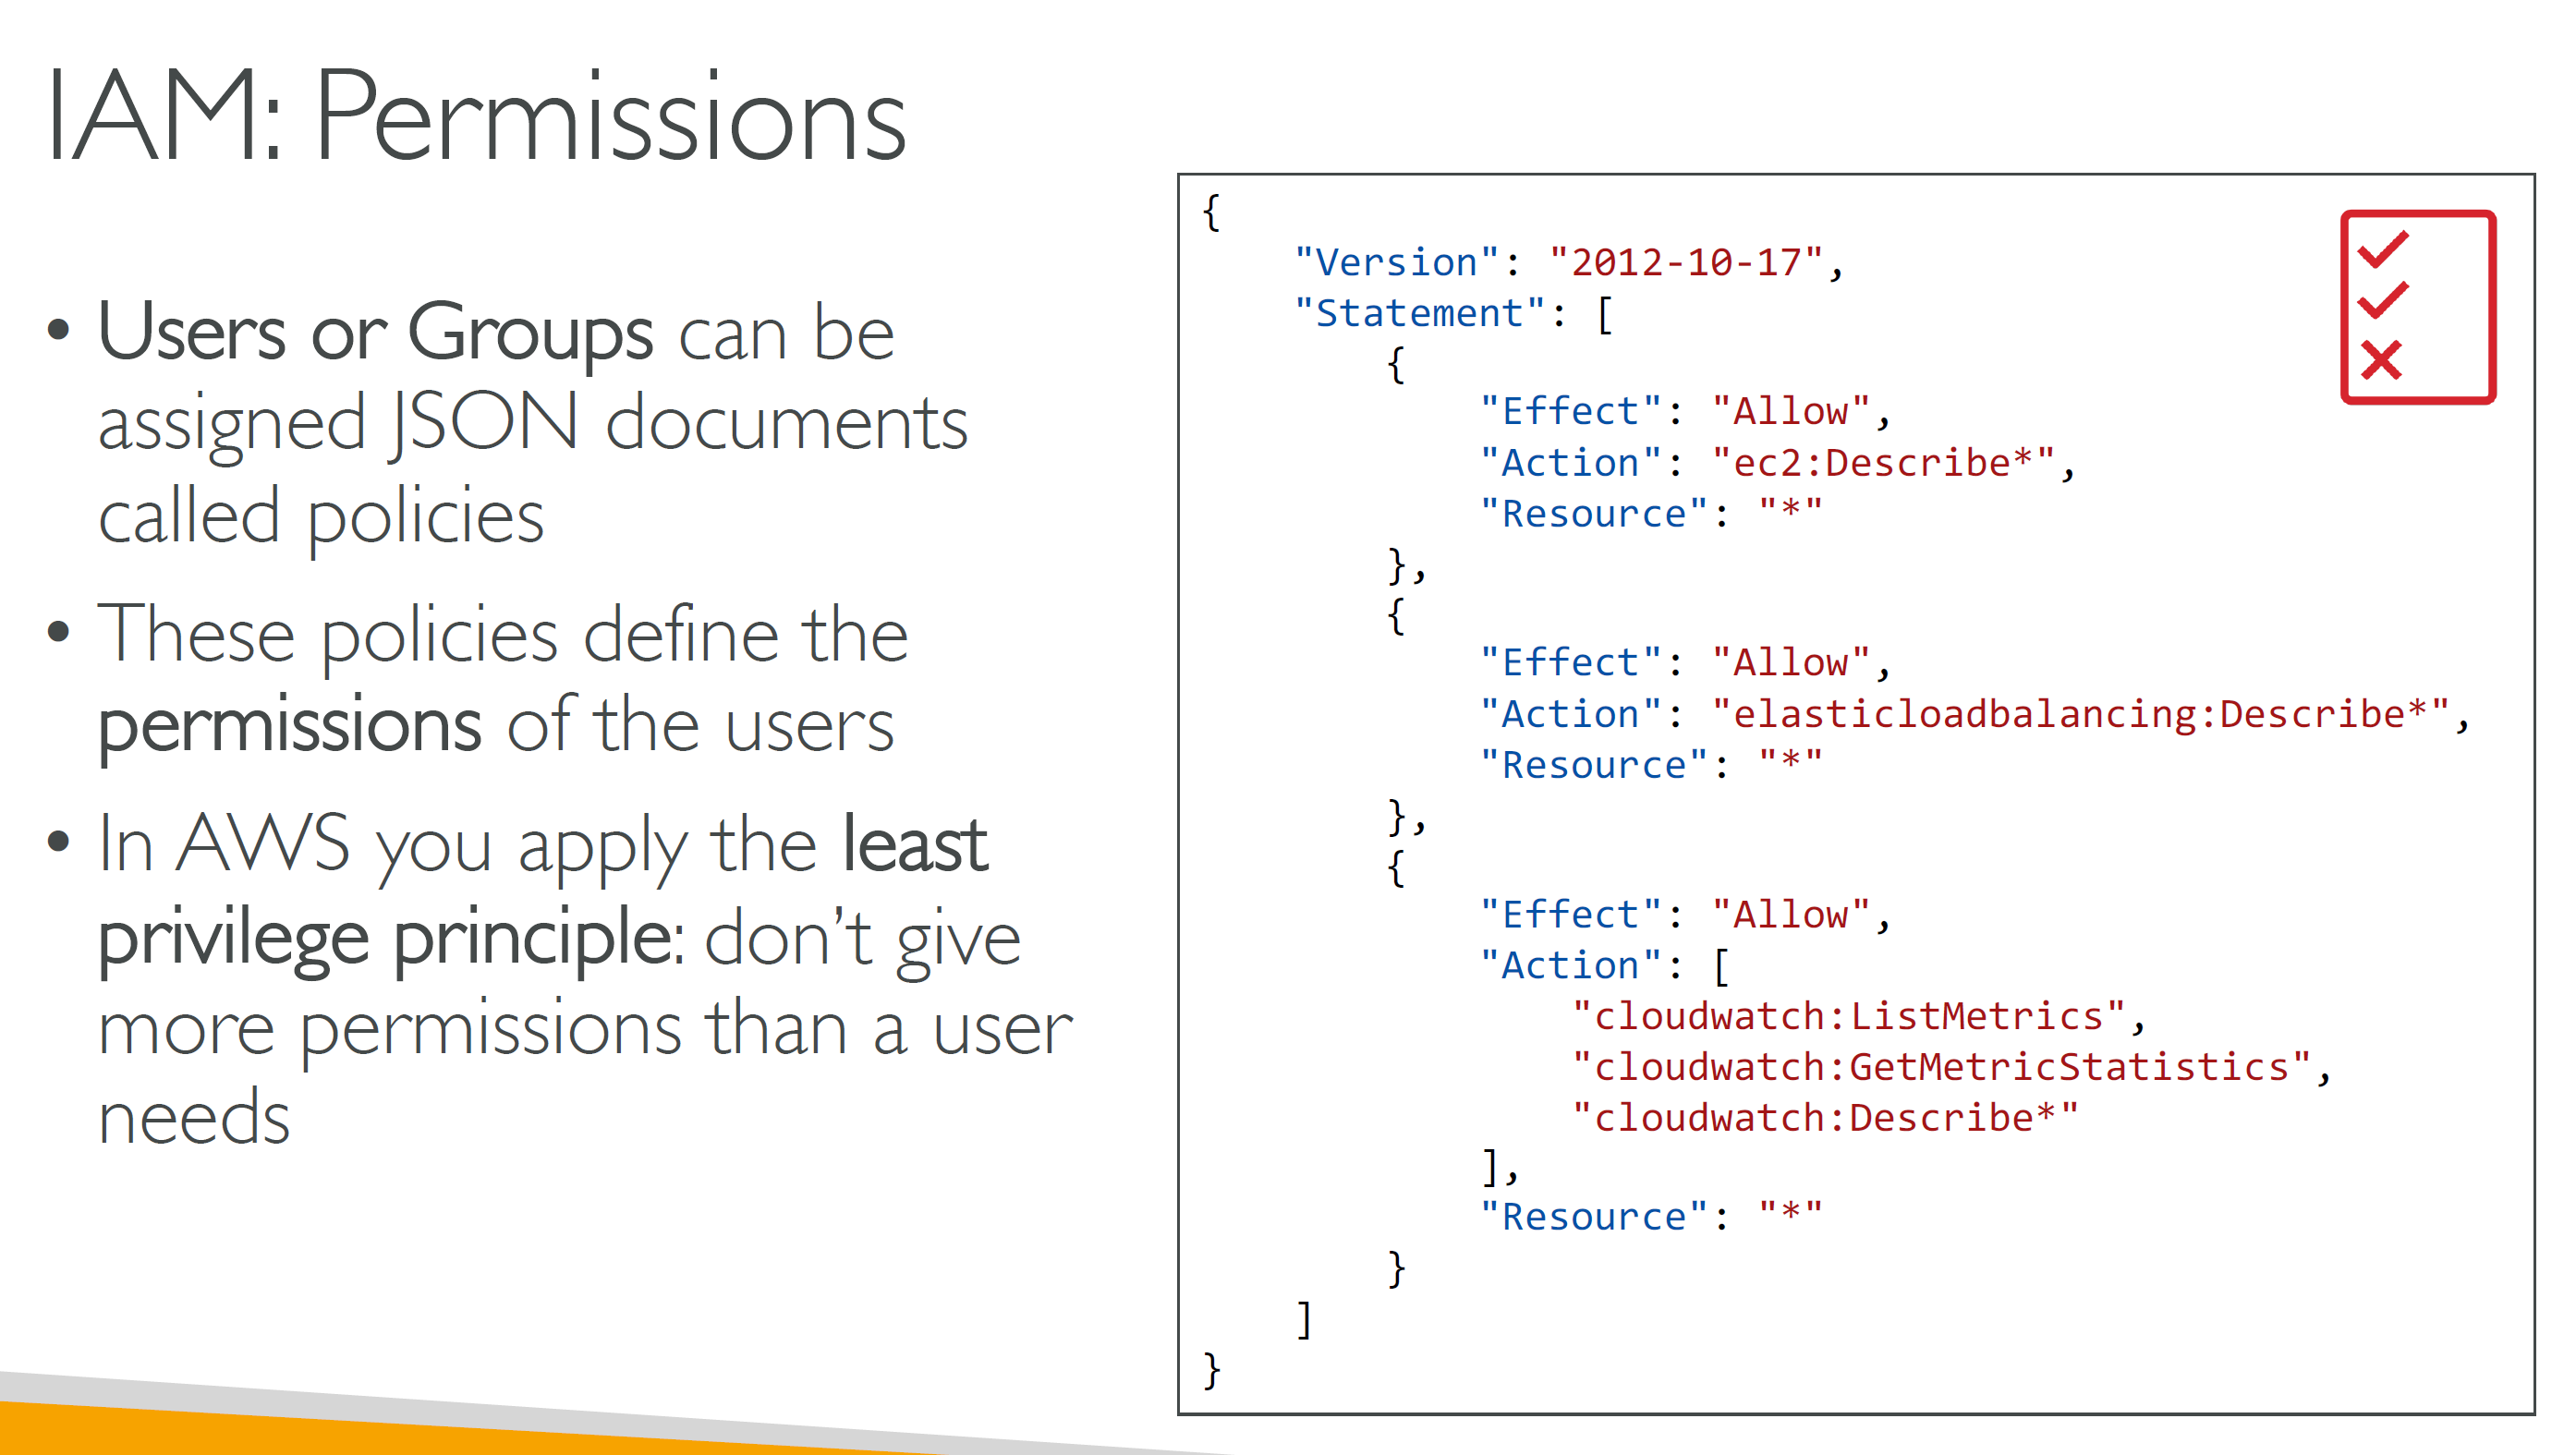 IAM: Permissions
• Users or Groups can be
assigned JSON documents
called policies
• These policies define the
permissions of the users
• In AWS you apply the least
privilege principle: don’t give
more permissions than a user
needs
{
    "Version": "2012-10-17",
    "Statement": [
        {
            "Effect": "Allow",
            "Action": "ec2:Describe*",
            "Resource": "*"
        },
        {
            "Effect": "Allow",
            "Action": "elasticloadbalancing:Describe*",
            "Resource": "*"
        },
        {
            "Effect": "Allow",
            "Action": [
                "cloudwatch:ListMetrics",
                "cloudwatch:GetMetricStatistics",
                "cloudwatch:Describe*"
            ],
            "Resource": "*"
        }
    ]
}